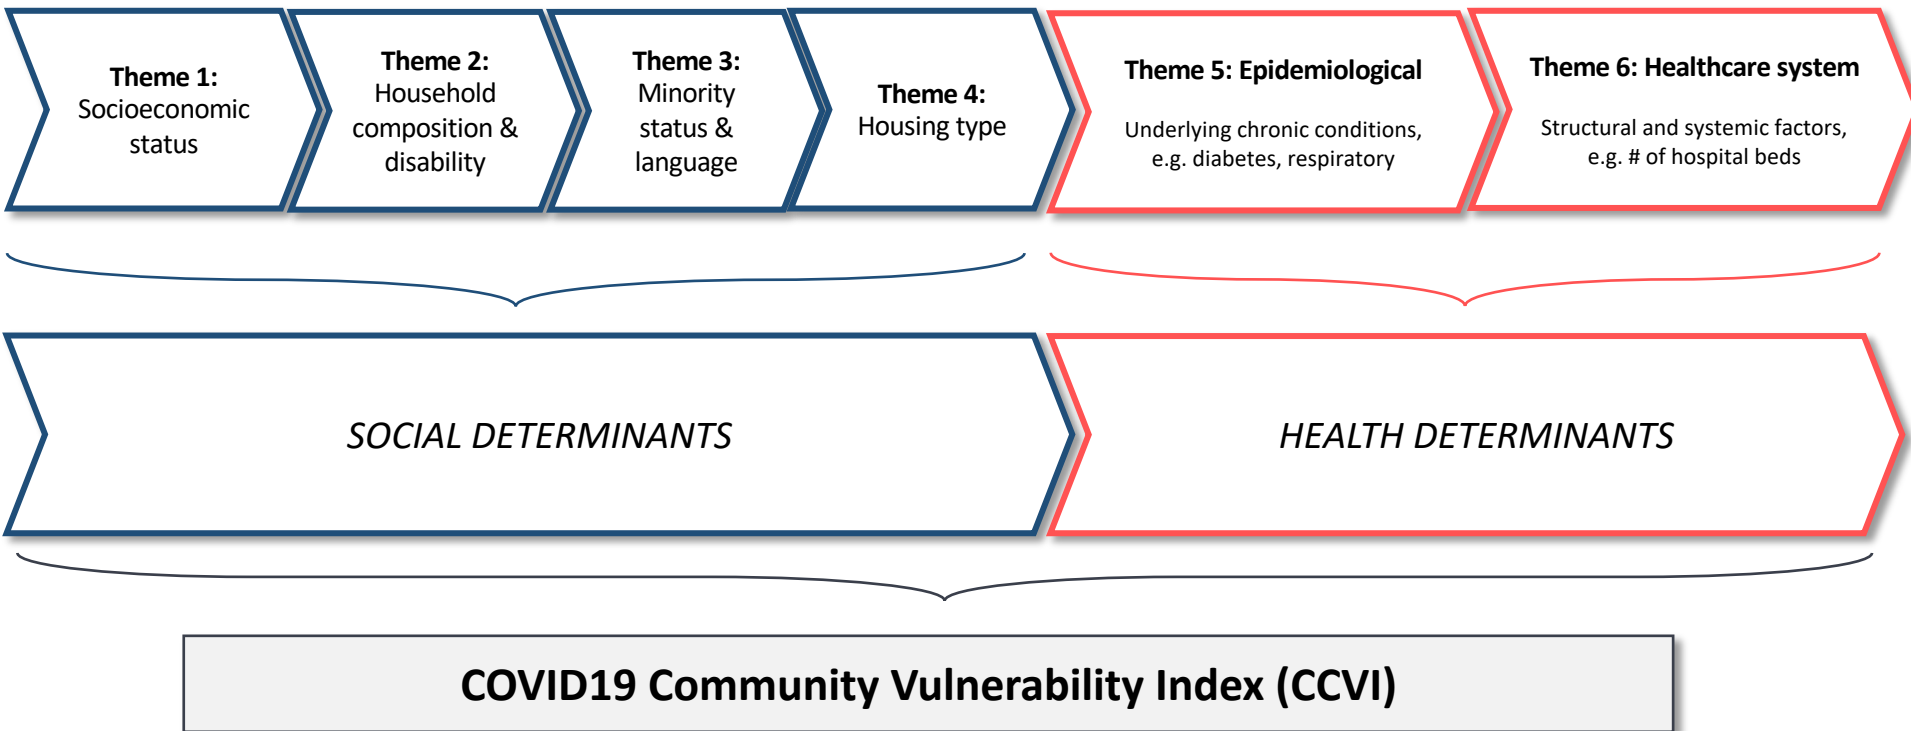 Theme 1:
Socioeconomic
status
Theme 2:
Household
composition &
disability
Theme 3:
Minority
status &
language
Theme 4:
Housing type
Theme 5: Epidemiological
Underlying chronic conditions,
e.g. diabetes, respiratory
Theme 6: Healthcare system
Structural and systemic factors,
e.g. # of hospital beds
SOCIAL DETERMINANTS
HEALTH DETERMINANTS
COVID19 Community Vulnerability Index (CCVI)